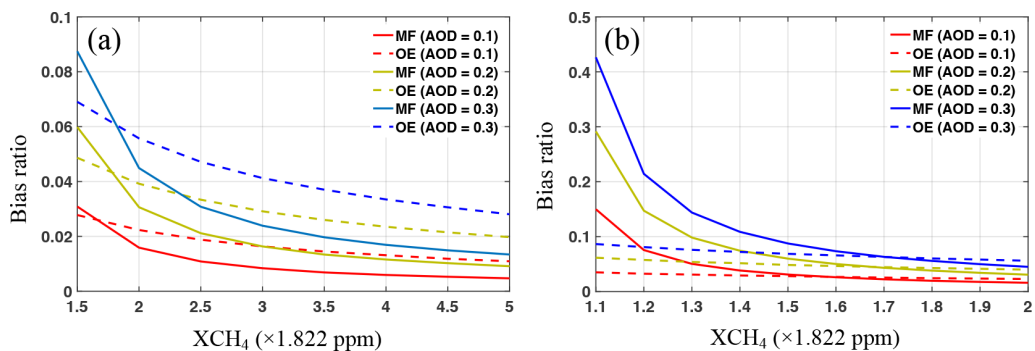 (a)
Bias ratio
0.1
0.08
0.06
0.04
0.02
0
MF (AOD = 0.1)
OE (AOD = 0.1)
MF (AOD = 0.2)
OE (AOD = 0.2)
MF (AOD = 0.3)
OE (AOD = 0.3)
1.5 2 2.5 3 3.5 4 4.5 5
XCH₄ (×1.822 ppm)
(b)
Bias ratio
0.5
0.4
0.3
0.2
0.1
0
MF (AOD = 0.1)
OE (AOD = 0.1)
MF (AOD = 0.2)
OE (AOD = 0.2)
MF (AOD = 0.3)
OE (AOD = 0.3)
1.1 1.2 1.3 1.4 1.5 1.6 1.7 1.8 1.9 2
XCH₄ (×1.822 ppm)